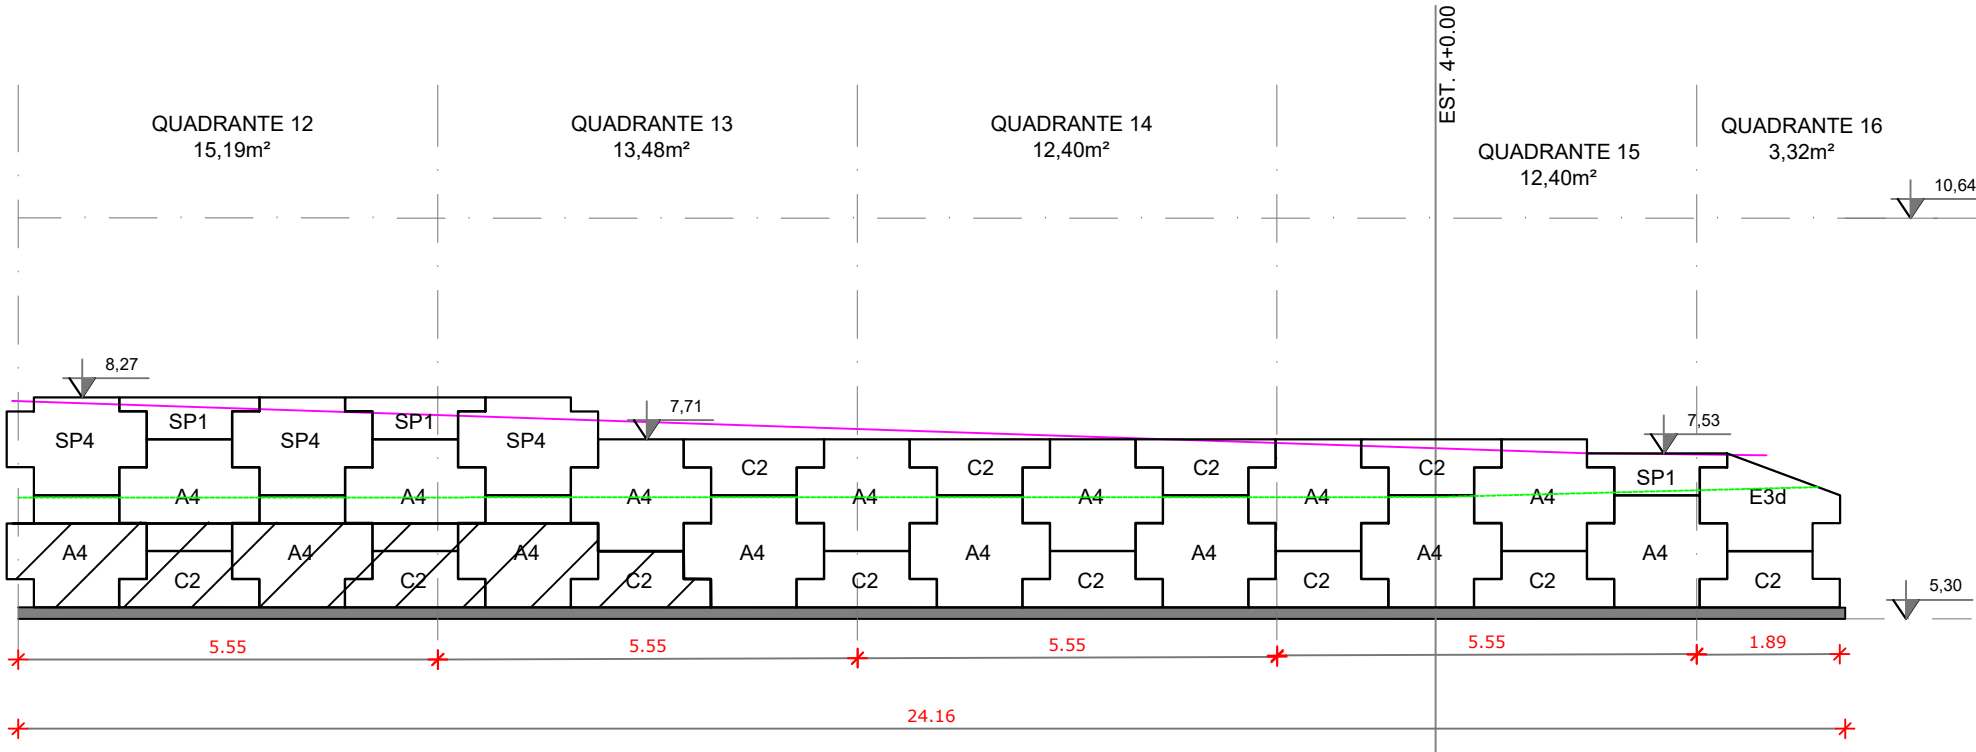 EST. 4+0.00
QUADRANTE 12
15,19m²
QUADRANTE 13
13,48m²
QUADRANTE 14
12,40m²
QUADRANTE 15
12,40m²
QUADRANTE 16
3,32m²
10,64
8,27
7,71
7,53
SP1
SP1
SP4
SP4
SP4
C2
C2
C2
C2
SP1
A4
A4
A4
A4
A4
A4
A4
E3d
A4
A4
A4
A4
A4
A4
A4
A4
C2
C2
C2
C2
C2
C2
C2
C2
5,30
5.55
5.55
5.55
5.55
1.89
24.16